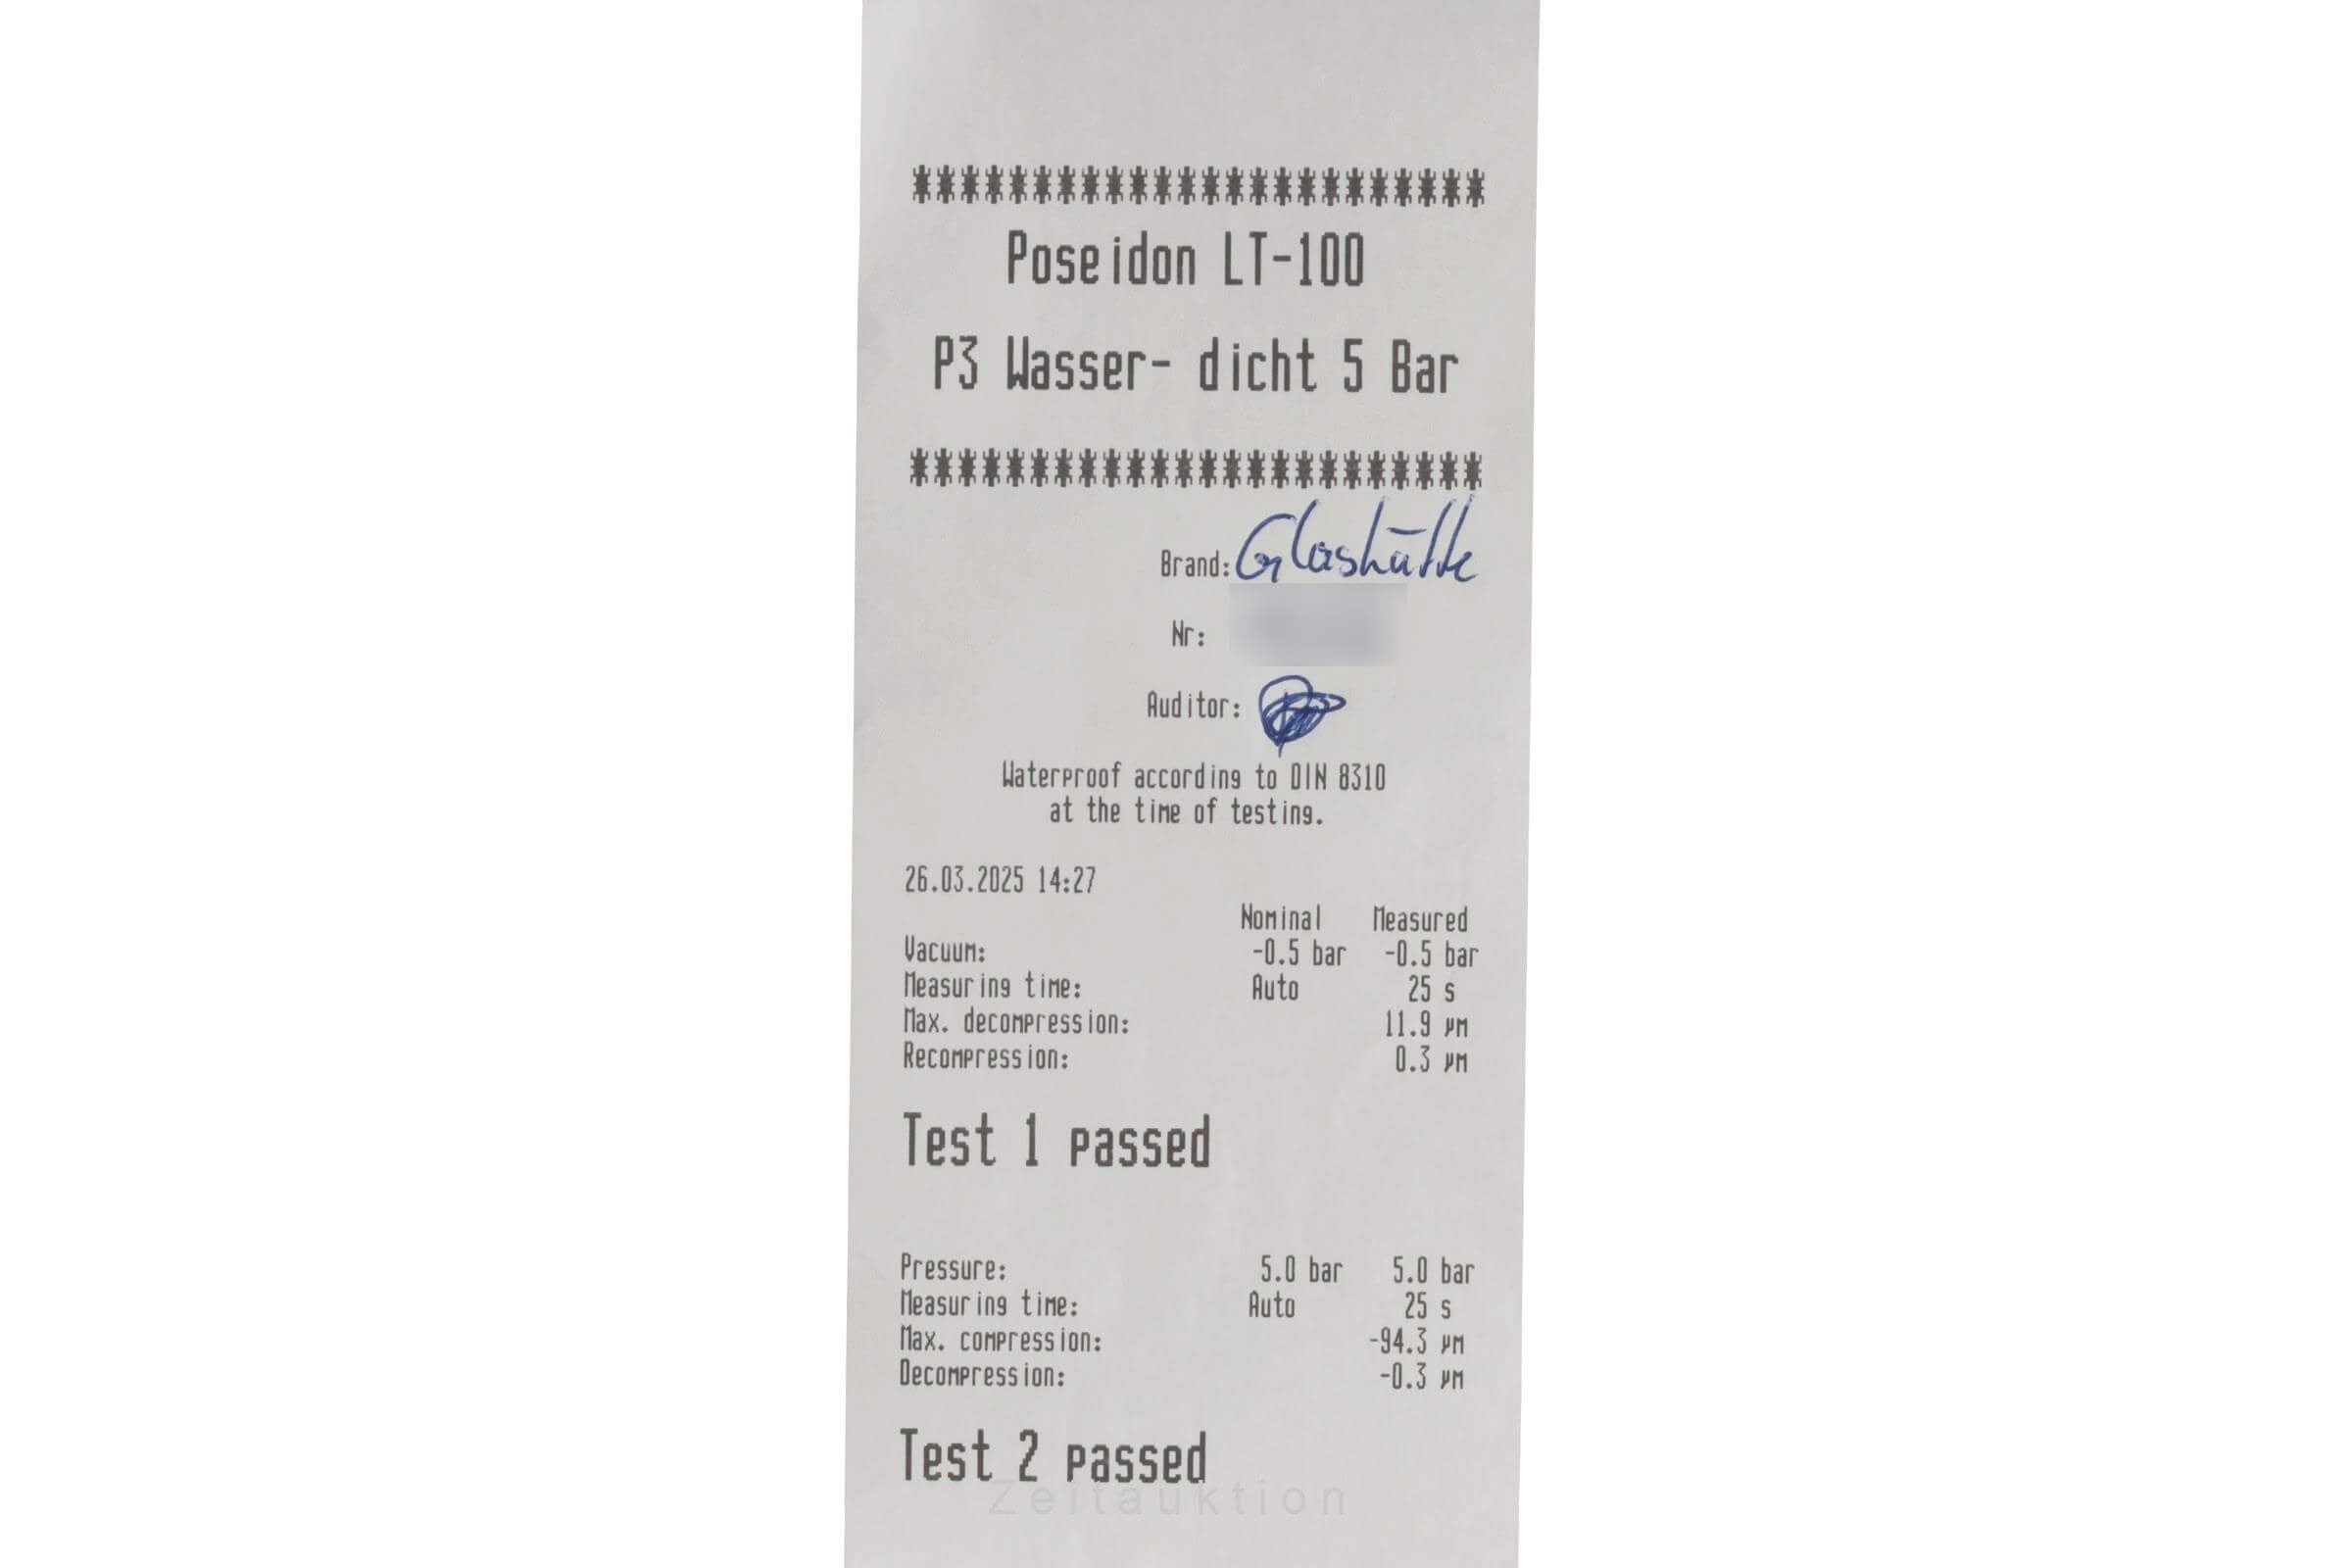 ************************
Poseidon LT-100
P3 Wasser- dicht 5 Bar
************************
Brand: Glashütte
Nr:
Auditor:
Waterproof according to DIN 8310
at the time of testing.
26.03.2025 14:27
Nominal Measured
Vacuum: -0.5 bar -0.5 bar
Measuring time: Auto 25 s
Max. decompression: 11.9 µm
Recompression: 0.3 µm
Test 1 passed
Pressure: 5.0 bar 5.0 bar
Measuring time: Auto 25 s
Max. compression: -94.3 µm
Decompression: -0.3 µm
Test 2 passed
Zeitauktion